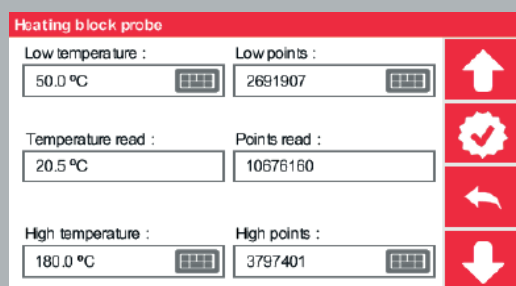 Heating block probe
Low temperature : Low points :
50.0 ºC 2691907
Temperature read : Points read :
20.5 ºC 10676160
High temperature : High points :
180.0 ºC 3797401